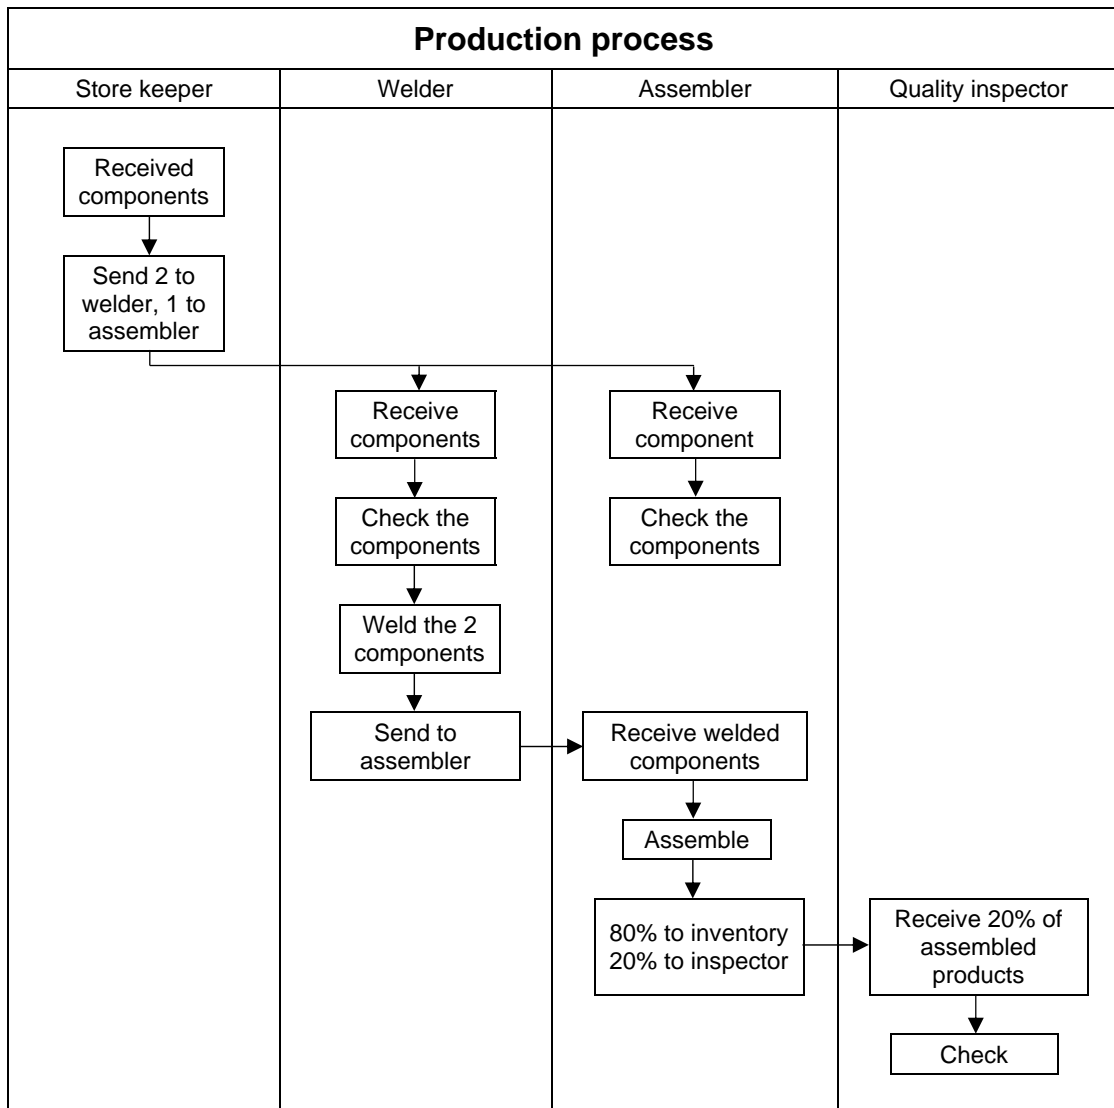 Production process
Store keeper
Welder
Assembler
Quality inspector
Received
components
Send 2 to
welder, 1 to
assembler
Receive
components
Receive
component
Check the
components
Check the
components
Weld the 2
components
Send to
assembler
Receive welded
components
Assemble
80% to inventory
20% to inspector
Receive 20% of
assembled
products
Check